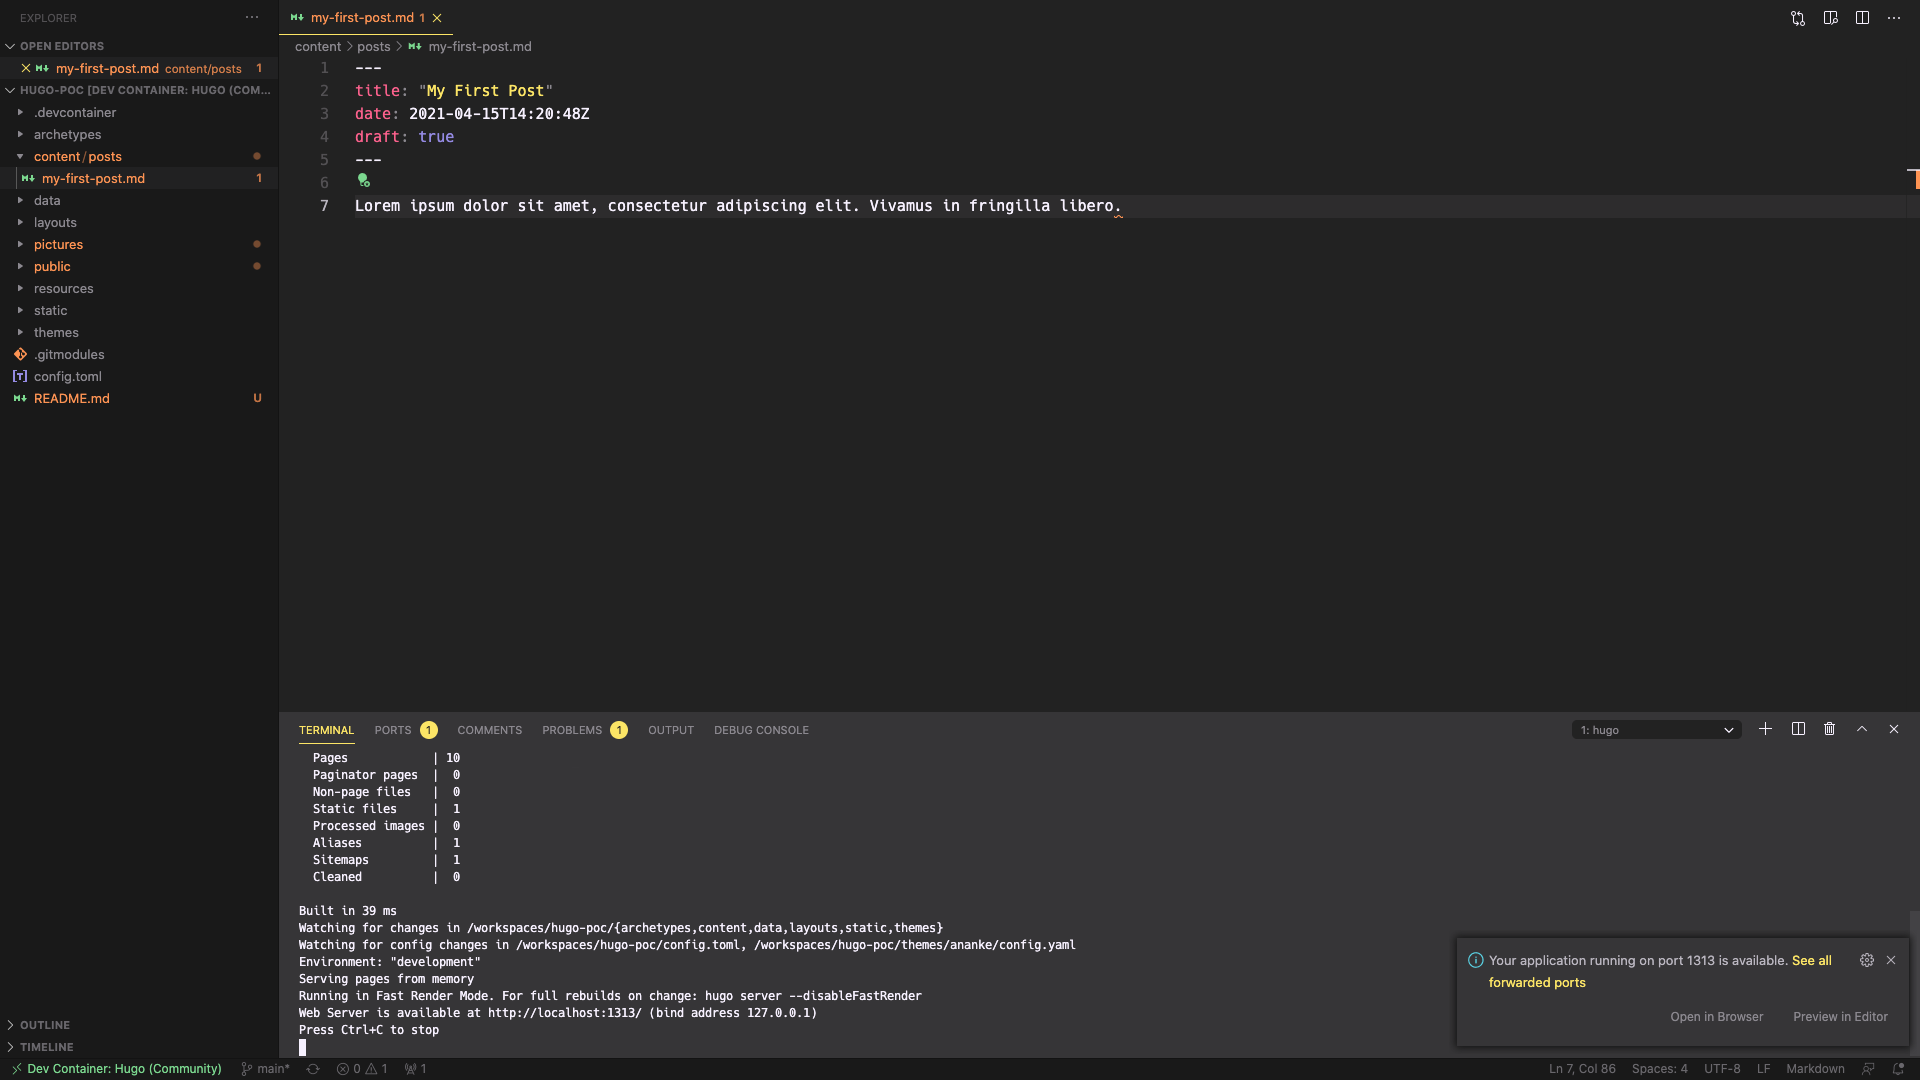 EXPLORER
OPEN EDITORS
my-first-post.md content/posts 1
HUGO-POC [DEV CONTAINER: HUGO (COM...
.devcontainer
archetypes
content/posts
my-first-post.md 1
data
layouts
pictures
public
resources
static
themes
.gitmodules
config.toml
README.md U
OUTLINE
TIMELINE
my-first-post.md 1
content > posts > my-first-post.md
1 ---
2 title: "My First Post"
3 date: 2021-04-15T14:20:48Z
4 draft: true
5 ---
6
7 Lorem ipsum dolor sit amet, consectetur adipiscing elit. Vivamus in fringilla libero.
TERMINAL PORTS 1 COMMENTS PROBLEMS 1 OUTPUT DEBUG CONSOLE 1: hugo
Pages | 10
Paginator pages | 0
Non-page files | 0
Static files | 1
Processed images | 0
Aliases | 1
Sitemaps | 1
Cleaned | 0
Built in 39 ms
Watching for changes in /workspaces/hugo-poc/{archetypes,content,data,layouts,static,themes}
Watching for config changes in /workspaces/hugo-poc/config.toml, /workspaces/hugo-poc/themes/ananke/config.yaml
Environment: "development"
Serving pages from memory
Running in Fast Render Mode. For full rebuilds on change: hugo server --disableFastRender
Web Server is available at http://localhost:1313/ (bind address 127.0.0.1)
Press Ctrl+C to stop
Your application running on port 1313 is available. See all
forwarded ports
Open in Browser Preview in Editor
Dev Container: Hugo (Community) main* 0 1 1 Ln 7, Col 86 Spaces: 4 UTF-8 LF Markdown